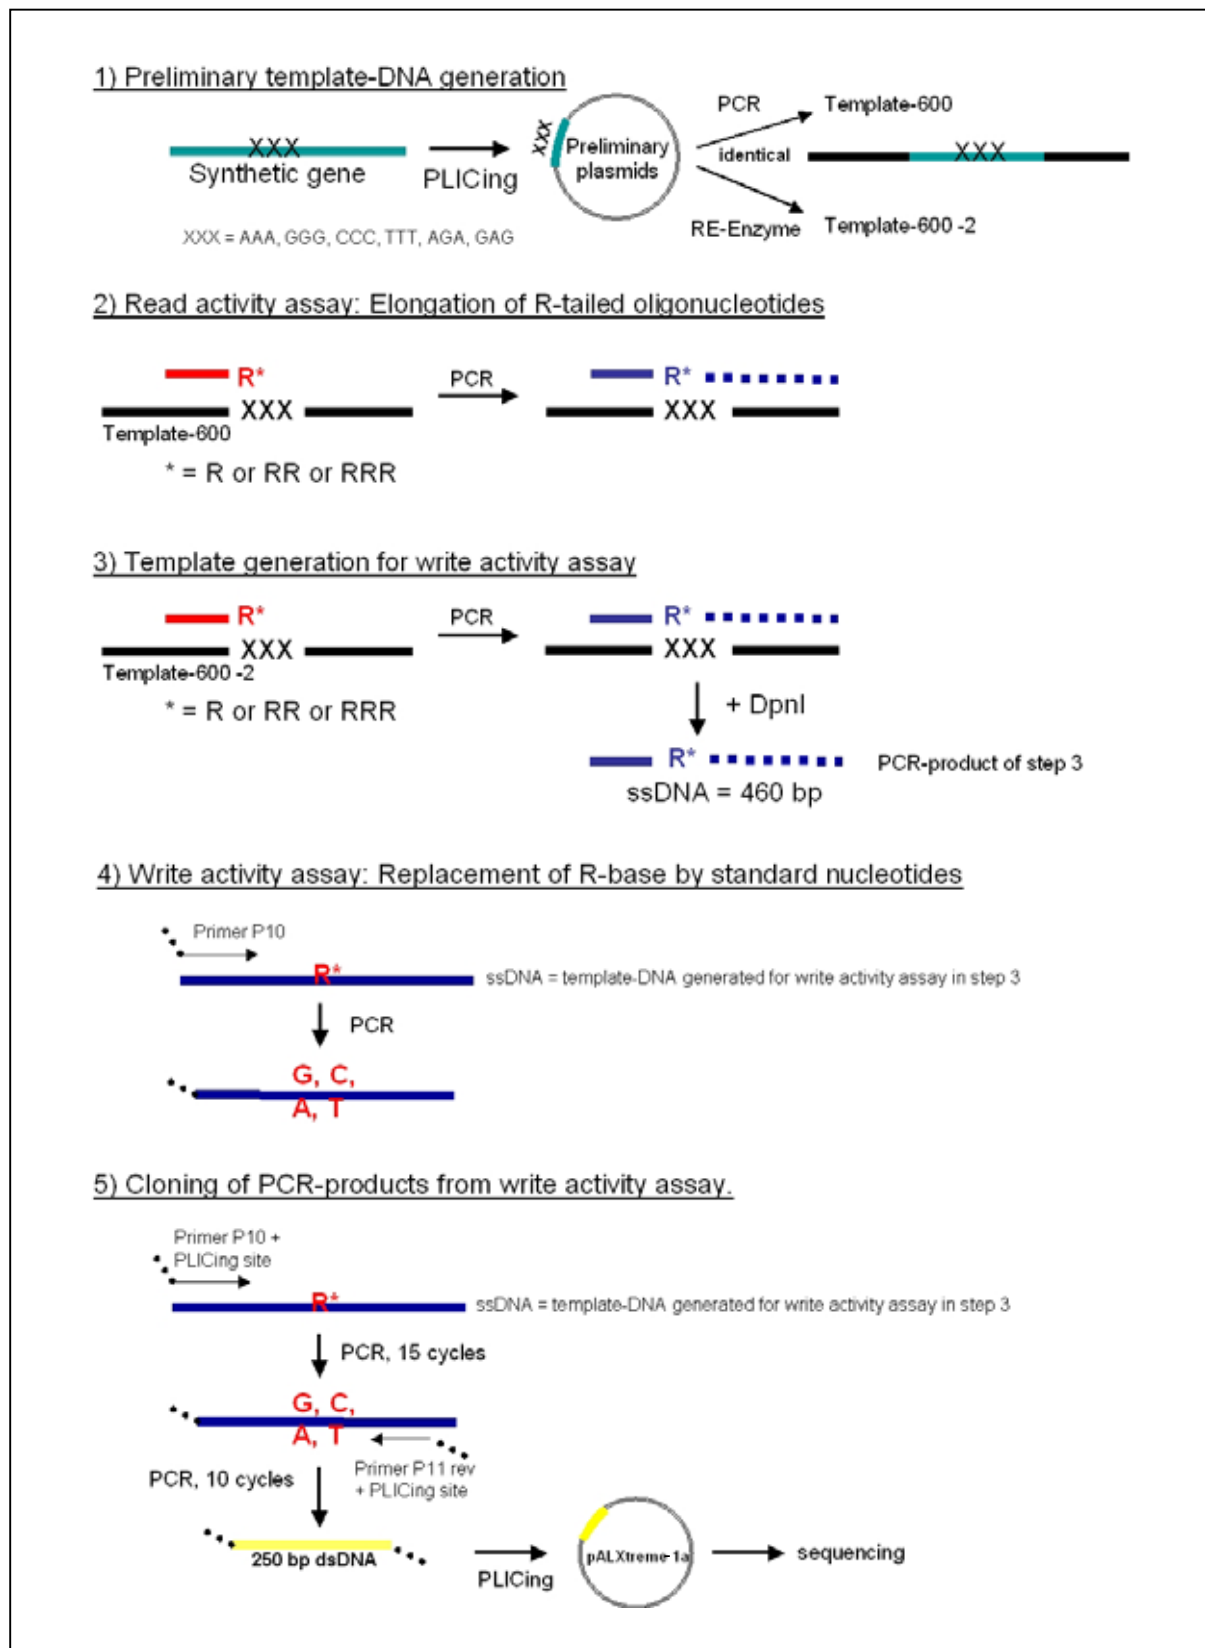 1) Preliminary template-DNA generation
XXX
Synthetic gene
PLICing
XXX
Preliminary
plasmids
PCR
identical
RE-Enzyme
Template-600
XXX
Template-600 -2
XXX = AAA, GGG, CCC, TTT, AGA, GAG
2) Read activity assay: Elongation of R-tailed oligonucleotides
R*
XXX
Template-600
* = R or RR or RRR
PCR
R*
XXX
3) Template generation for write activity assay
R*
XXX
Template-600 -2
* = R or RR or RRR
PCR
R*
XXX
+ DpnI
R*
PCR-product of step 3
ssDNA = 460 bp
4) Write activity assay: Replacement of R-base by standard nucleotides
Primer P10
R*
ssDNA = template-DNA generated for write activity assay in step 3
PCR
G, C,
A, T
5) Cloning of PCR-products from write activity assay.
Primer P10 +
PLICing site
R*
ssDNA = template-DNA generated for write activity assay in step 3
PCR, 15 cycles
G, C,
A, T
Primer P11 rev
+ PLICing site
PCR, 10 cycles
250 bp dsDNA
PLICing
pALXtreme-1a
sequencing